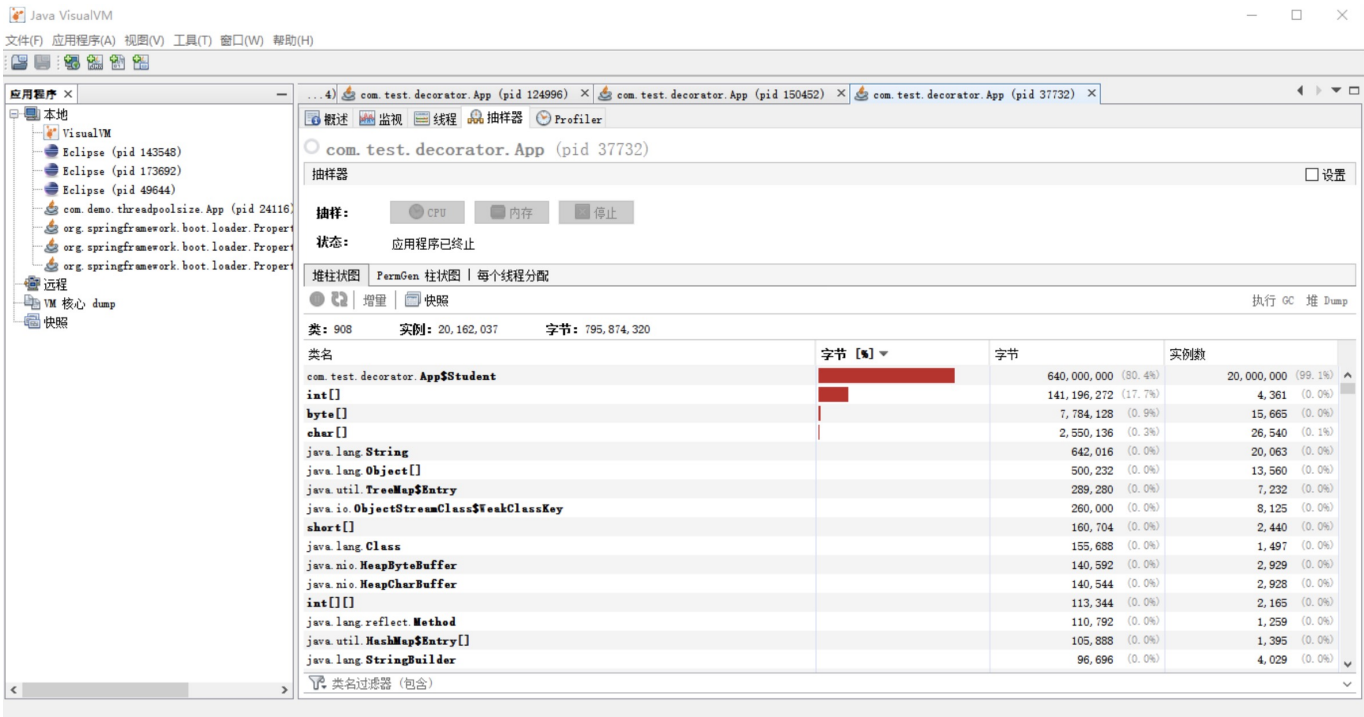 Java VisualVM
文件(F) 应用程序(A) 视图(V) 工具(T) 窗口(W) 帮助(H)
应用程序 ×
本地
VisualVM
Eclipse (pid 143548)
Eclipse (pid 173692)
Eclipse (pid 49644)
com.demo.threadpoolsize.App (pid 24116)
org.springframework.boot.loader.Propert
org.springframework.boot.loader.Propert
org.springframework.boot.loader.Propert
远程
VM 核心 dump
快照
...4) com.test.decorator.App (pid 124996) × com.test.decorator.App (pid 150452) × com.test.decorator.App (pid 37732) ×
概述 监视 线程 抽样器 Profiler
com.test.decorator.App (pid 37732)
抽样器 设置
抽样: CPU 内存 停止
状态: 应用程序已终止
堆柱状图 PermGen 柱状图 每个线程分配
增量 快照 执行 GC 堆 Dump
类: 908 实例: 20,162,037 字节: 795,874,320
类名 字节 [%] 字节 实例数
com.test.decorator.App$Student 640,000,000 (80.4%) 20,000,000 (99.1%)
int[] 141,196,272 (17.7%) 4,361 (0.0%)
byte[] 7,784,128 (0.9%) 15,665 (0.0%)
char[] 2,550,136 (0.3%) 26,540 (0.1%)
java.lang.String 642,016 (0.0%) 20,063 (0.0%)
java.lang.Object[] 500,232 (0.0%) 13,560 (0.0%)
java.util.TreeMap$Entry 289,280 (0.0%) 7,232 (0.0%)
java.io.ObjectStreamClass$WeakClassKey 260,000 (0.0%) 8,125 (0.0%)
short[] 160,704 (0.0%) 2,440 (0.0%)
java.lang.Class 155,688 (0.0%) 1,497 (0.0%)
java.nio.HeapByteBuffer 140,592 (0.0%) 2,929 (0.0%)
java.nio.HeapCharBuffer 140,544 (0.0%) 2,928 (0.0%)
int[][] 113,344 (0.0%) 2,165 (0.0%)
java.lang.reflect.Method 110,792 (0.0%) 1,259 (0.0%)
java.util.HashMap$Entry[] 105,888 (0.0%) 1,395 (0.0%)
java.lang.StringBuilder 96,696 (0.0%) 4,029 (0.0%)
类名过滤器 (包含)